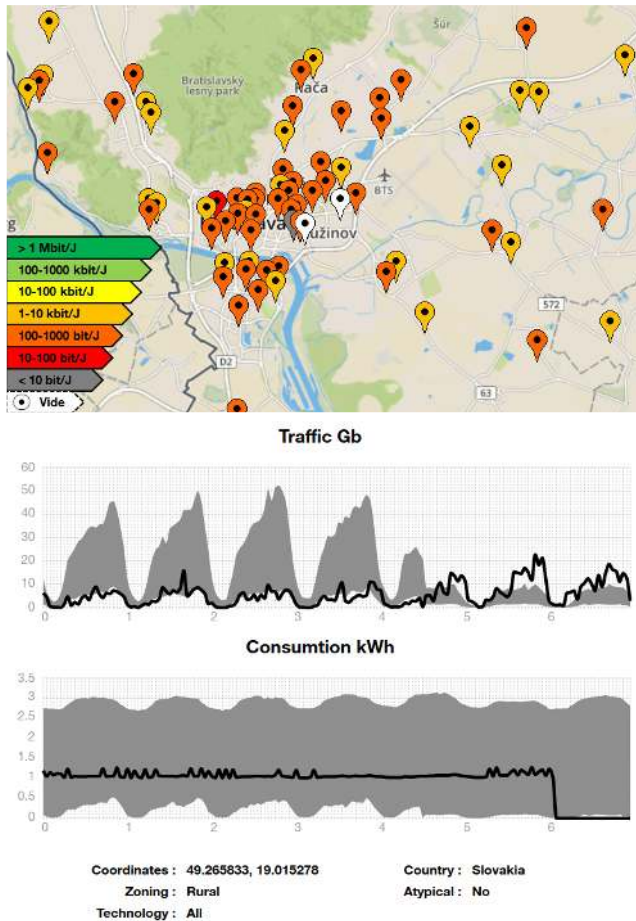 Šúr
Bratislavský
lesny park
Rača
BTS
ava
užinov
572
D2
63
g
> 1 Mbit/J
100-1000 kbit/J
10-100 kbit/J
1-10 kbit/J
100-1000 bit/J
10-100 bit/J
< 10 bit/J
Vide
Traffic Gb
60
50
40
30
20
10
0
0 1 2 3 4 5 6
Consumtion kWh
3.5
3
2.5
2
1.5
1
0.5
0
0 1 2 3 4 5 6
Coordinates : 49.265833, 19.015278 Country : Slovakia
Zoning : Rural Atypical : No
Technology : All